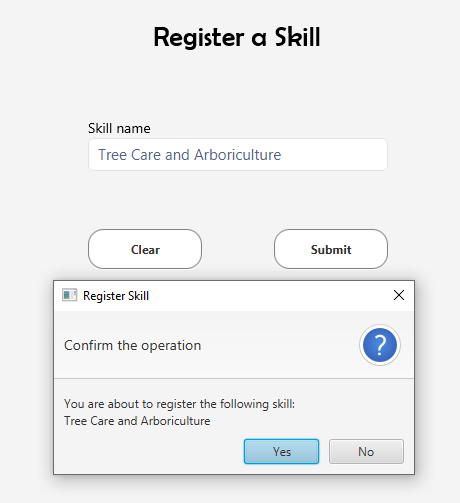 Register a Skill
Skill name
Tree Care and Arboriculture
Clear
Submit
Register Skill
Confirm the operation
?
You are about to register the following skill:
Tree Care and Arboriculture
Yes
No